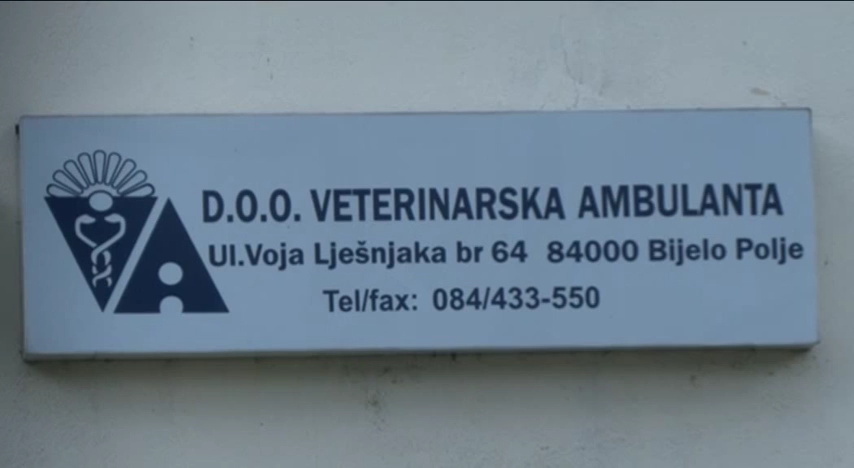 D.O.O. VETERINARSKA AMBULANTA
Ul.Voja Lješnjaka br 64 84000 Bijelo Polje
Tel/fax: 084/433-550